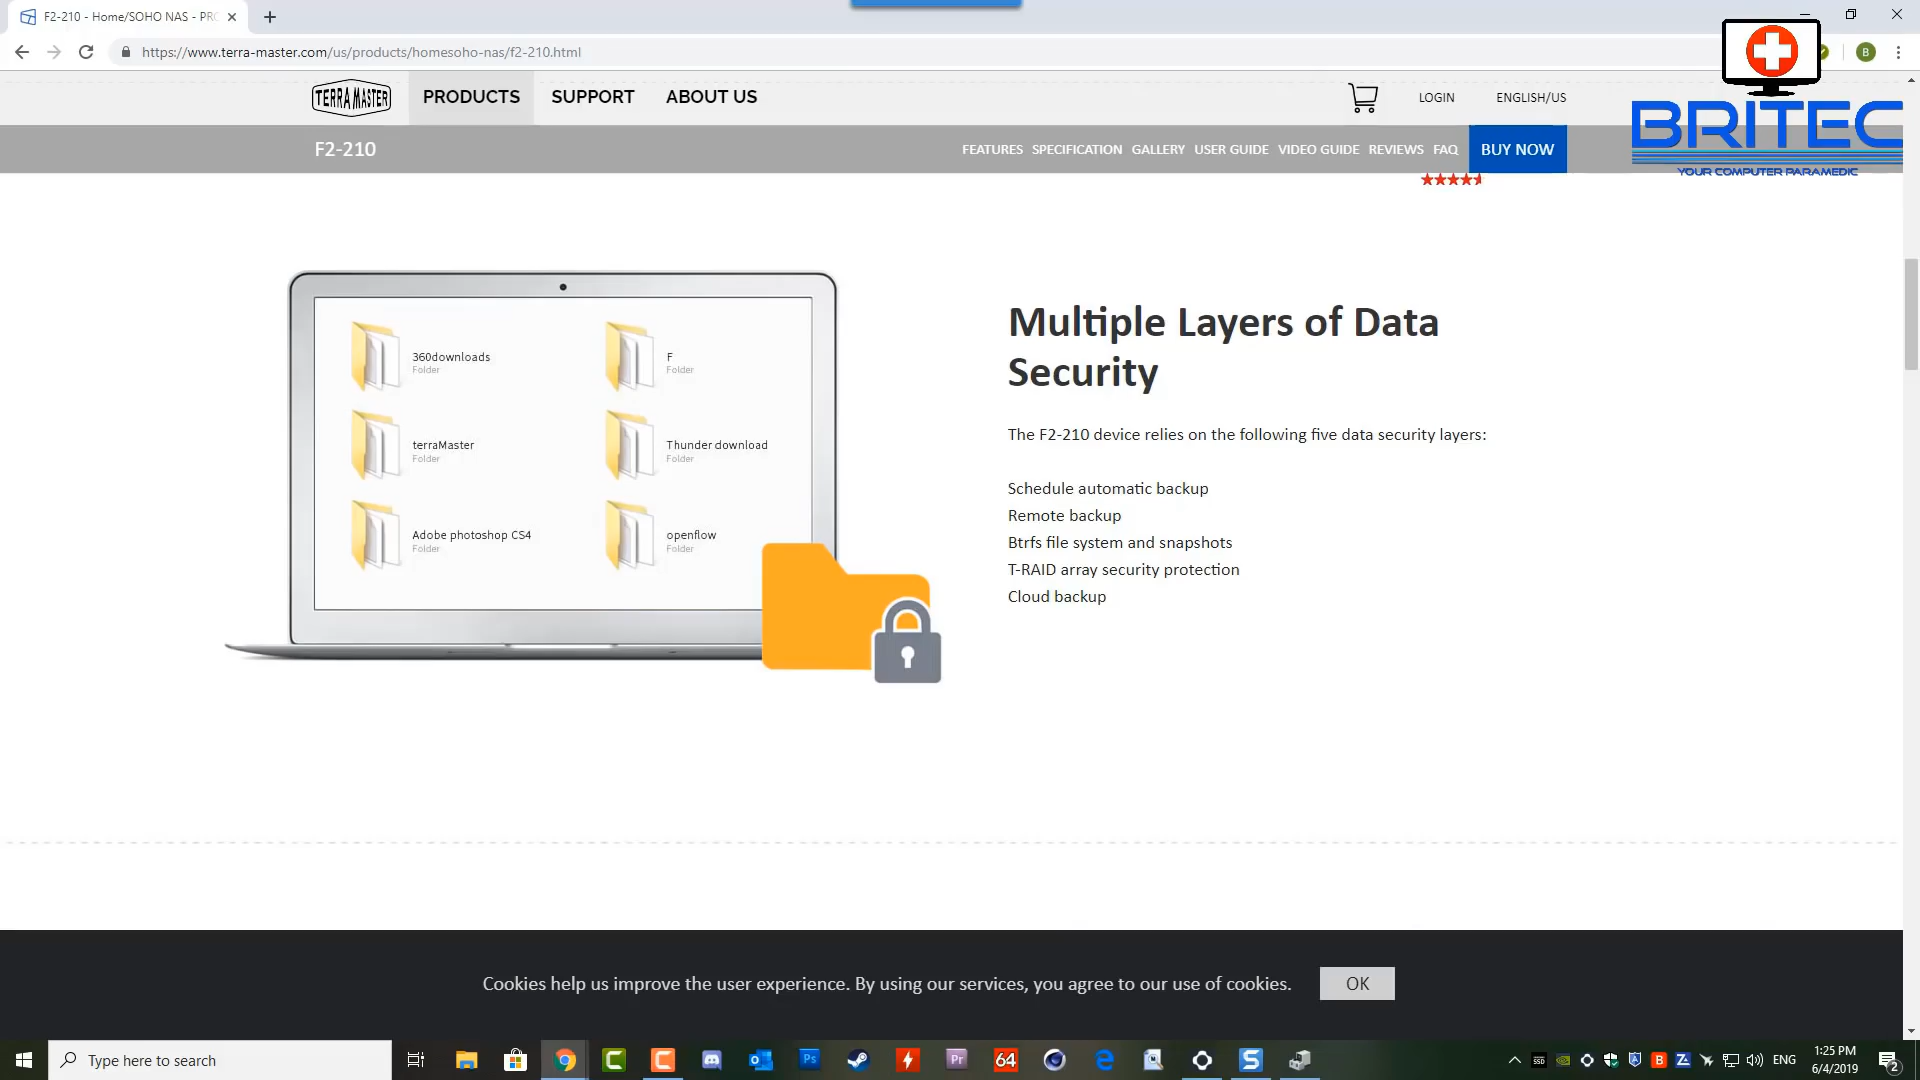 F2-210 - Home/SOHO NAS - PRO
https://www.terra-master.com/us/products/homesoho-nas/f2-210.html
B
TERRA MASTER
PRODUCTS
SUPPORT
ABOUT US
LOGIN
ENGLISH/US
BRITEC
YOUR COMPUTER PARAMEDIC
F2-210
FEATURES
SPECIFICATION
GALLERY
USER GUIDE
VIDEO GUIDE
REVIEWS
FAQ
BUY NOW
360downloads
Folder
F
Folder
terraMaster
Folder
Thunder download
Folder
Adobe photoshop CS4
Folder
openflow
Folder
Multiple Layers of Data
Security
The F2-210 device relies on the following five data security layers:
Schedule automatic backup
Remote backup
Btrfs file system and snapshots
T-RAID array security protection
Cloud backup
Cookies help us improve the user experience. By using our services, you agree to our use of cookies.
OK
Type here to search
Ps
Pr
64
S
SSD
B
Z
ENG
1:25 PM
6/4/2019
2